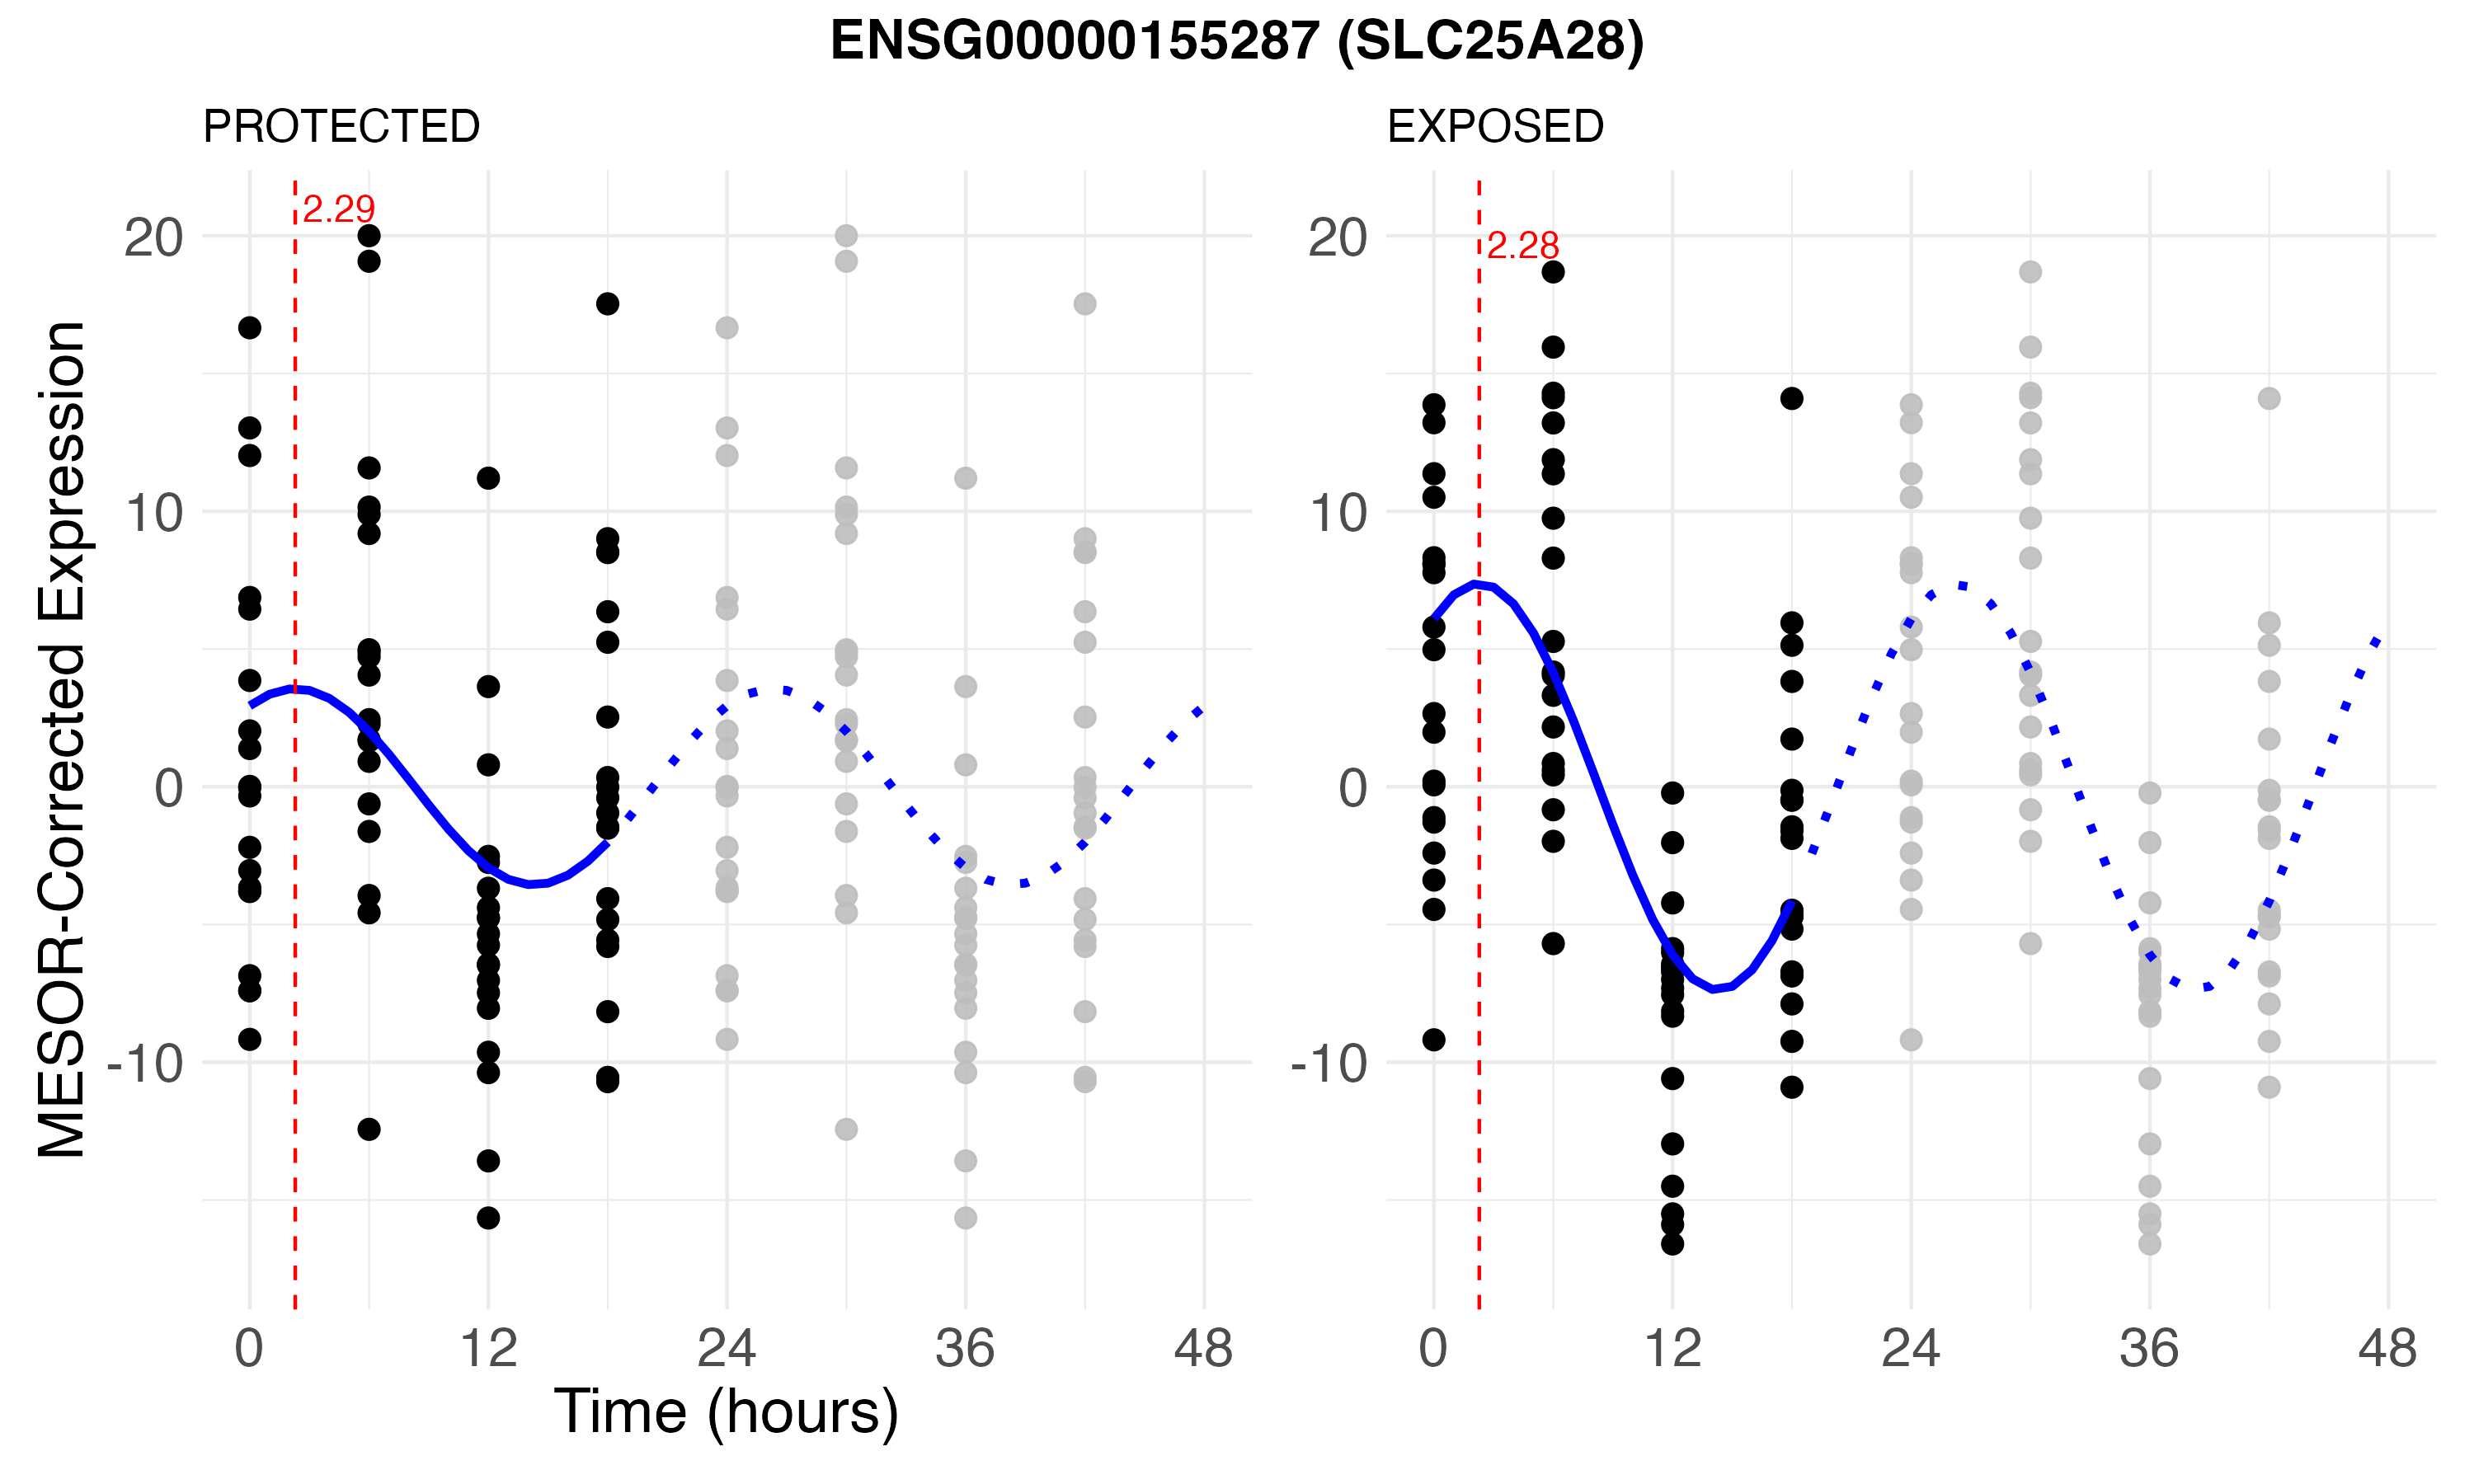 ENSG00000155287 (SLC25A28)
PROTECTED
EXPOSED
MESOR-Corrected Expression
2.29
20
10
0
-10
0 12 24 36 48
2.28
20
10
0
-10
0 12 24 36 48
Time (hours)